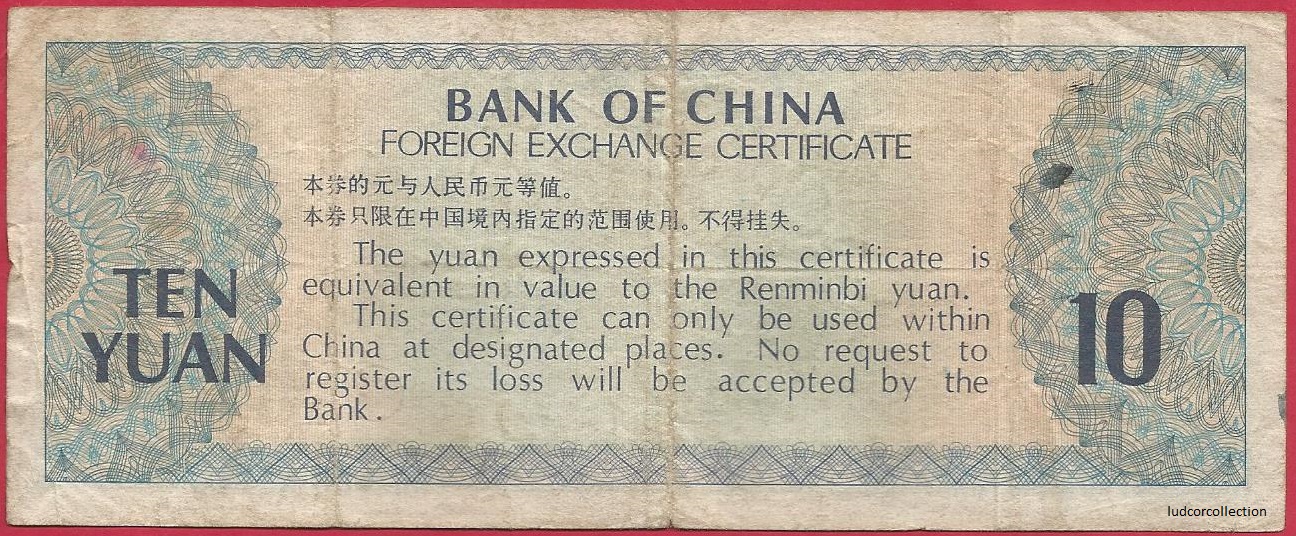 BANK OF CHINA
FOREIGN EXCHANGE CERTIFICATE
本券的元与人民币元等值。
本券只限在中国境内指定的范围使用。不得挂失。
The yuan expressed in this certificate is
equivalent in value to the Renminbi yuan.
This certificate can only be used within
China at designated places. No request to
register its loss will be accepted by the
Bank.
TEN
YUAN
10
ludcorcollection